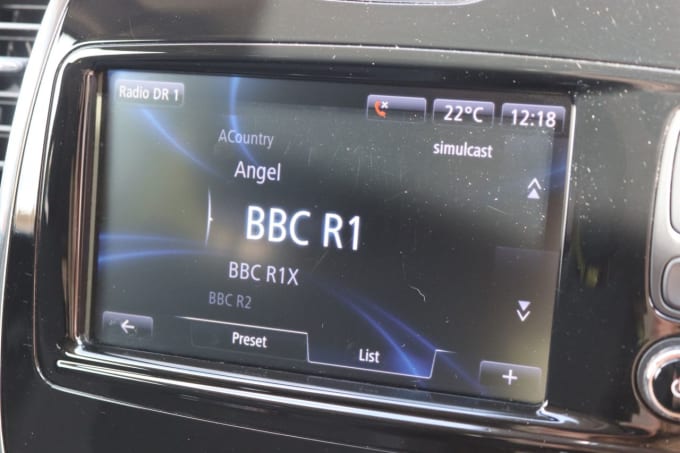 Radio DR 1
22°C
12:18
simulcast
ACountry
Angel
BBC R1
BBC R1X
BBC R2
Preset
List
+